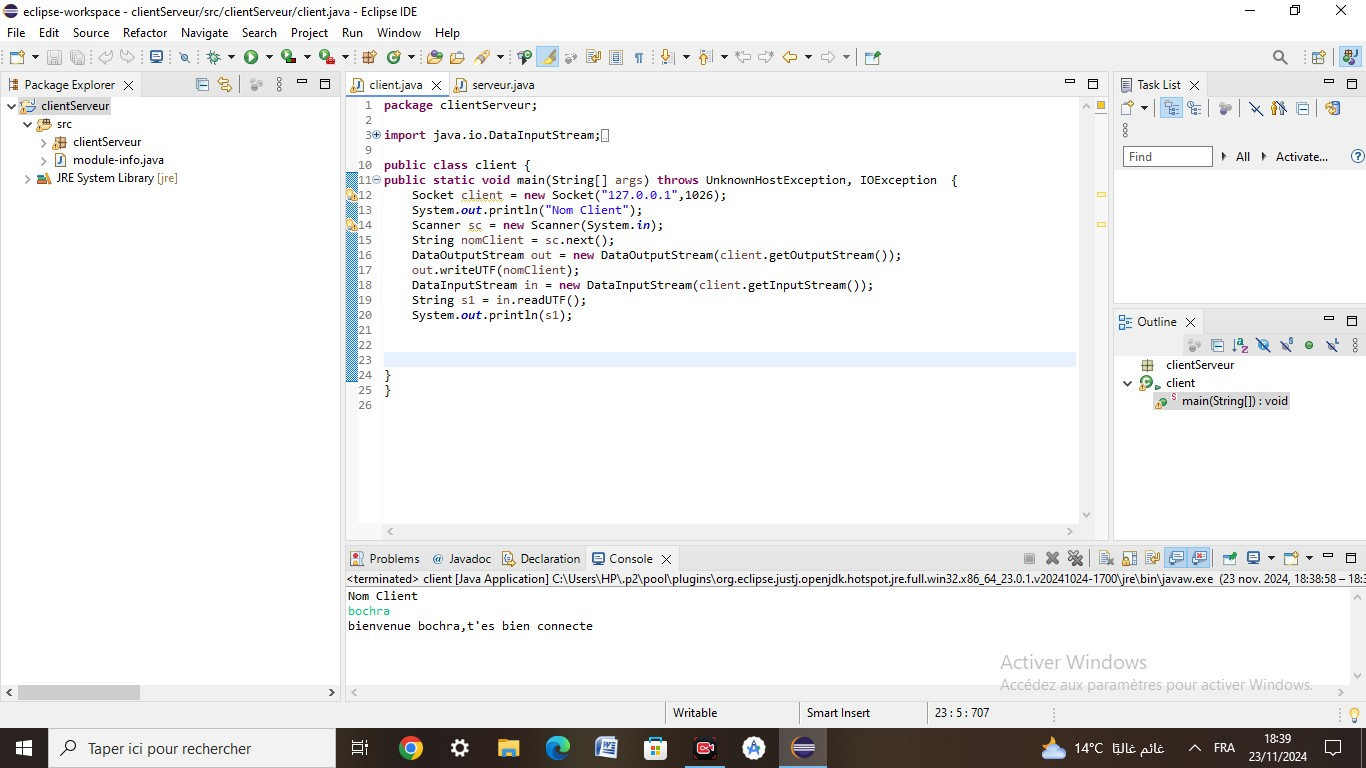 eclipse-workspace - clientServeur/src/clientServeur/client.java - Eclipse IDE
File Edit Source Refactor Navigate Search Project Run Window Help
Package Explorer
clientServeur
src
clientServeur
module-info.java
JRE System Library [jre]
client.java serveur.java
1 package clientServeur;
2
3 import java.io.DataInputStream;
9
10 public class client {
11 public static void main(String[] args) throws UnknownHostException, IOException {
12 Socket client = new Socket("127.0.0.1",1026);
13 System.out.println("Nom Client");
14 Scanner sc = new Scanner(System.in);
15 String nomClient = sc.next();
16 DataOutputStream out = new DataOutputStream(client.getOutputStream());
17 out.writeUTF(nomClient);
18 DataInputStream in = new DataInputStream(client.getInputStream());
19 String s1 = in.readUTF();
20 System.out.println(s1);
21
22
23
24 }
25 }
26
Task List
Find All Activate...
Outline
clientServeur
client
main(String[]) : void
Problems @ Javadoc Declaration Console
<terminated> client [Java Application] C:\Users\HP\.p2\pool\plugins\org.eclipse.justj.openjdk.hotspot.jre.full.win32.x86_64_23.0.1.v20241024-1700\jre\bin\javaw.exe (23 nov. 2024, 18:38:58 – 18:3
Nom Client
bochra
bienvenue bochra,t'es bien connecte
Activer Windows
Accédez aux paramètres pour activer Windows.
Writable Smart Insert 23 : 5 : 707
Taper ici pour rechercher
14°C غائم غالبًا
FRA
18:39
23/11/2024